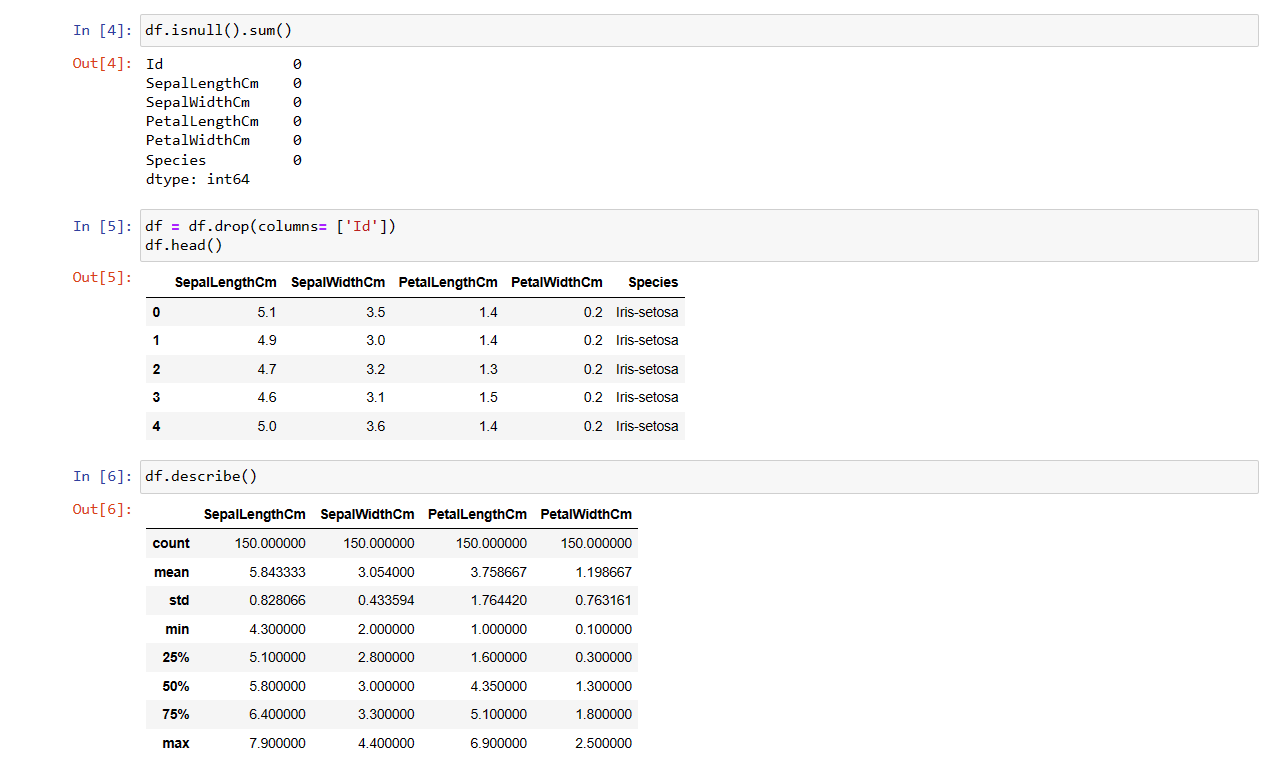 In [4]: df.isnull().sum()
Out[4]: Id 0
SepalLengthCm 0
SepalWidthCm 0
PetalLengthCm 0
PetalWidthCm 0
Species 0
dtype: int64
In [5]: df = df.drop(columns= ['Id'])
df.head()
Out[5]:
SepalLengthCm SepalWidthCm PetalLengthCm PetalWidthCm Species
0 5.1 3.5 1.4 0.2 Iris-setosa
1 4.9 3.0 1.4 0.2 Iris-setosa
2 4.7 3.2 1.3 0.2 Iris-setosa
3 4.6 3.1 1.5 0.2 Iris-setosa
4 5.0 3.6 1.4 0.2 Iris-setosa
In [6]: df.describe()
Out[6]:
SepalLengthCm SepalWidthCm PetalLengthCm PetalWidthCm
count 150.000000 150.000000 150.000000 150.000000
mean 5.843333 3.054000 3.758667 1.198667
std 0.828066 0.433594 1.764420 0.763161
min 4.300000 2.000000 1.000000 0.100000
25% 5.100000 2.800000 1.600000 0.300000
50% 5.800000 3.000000 4.350000 1.300000
75% 6.400000 3.300000 5.100000 1.800000
max 7.900000 4.400000 6.900000 2.500000